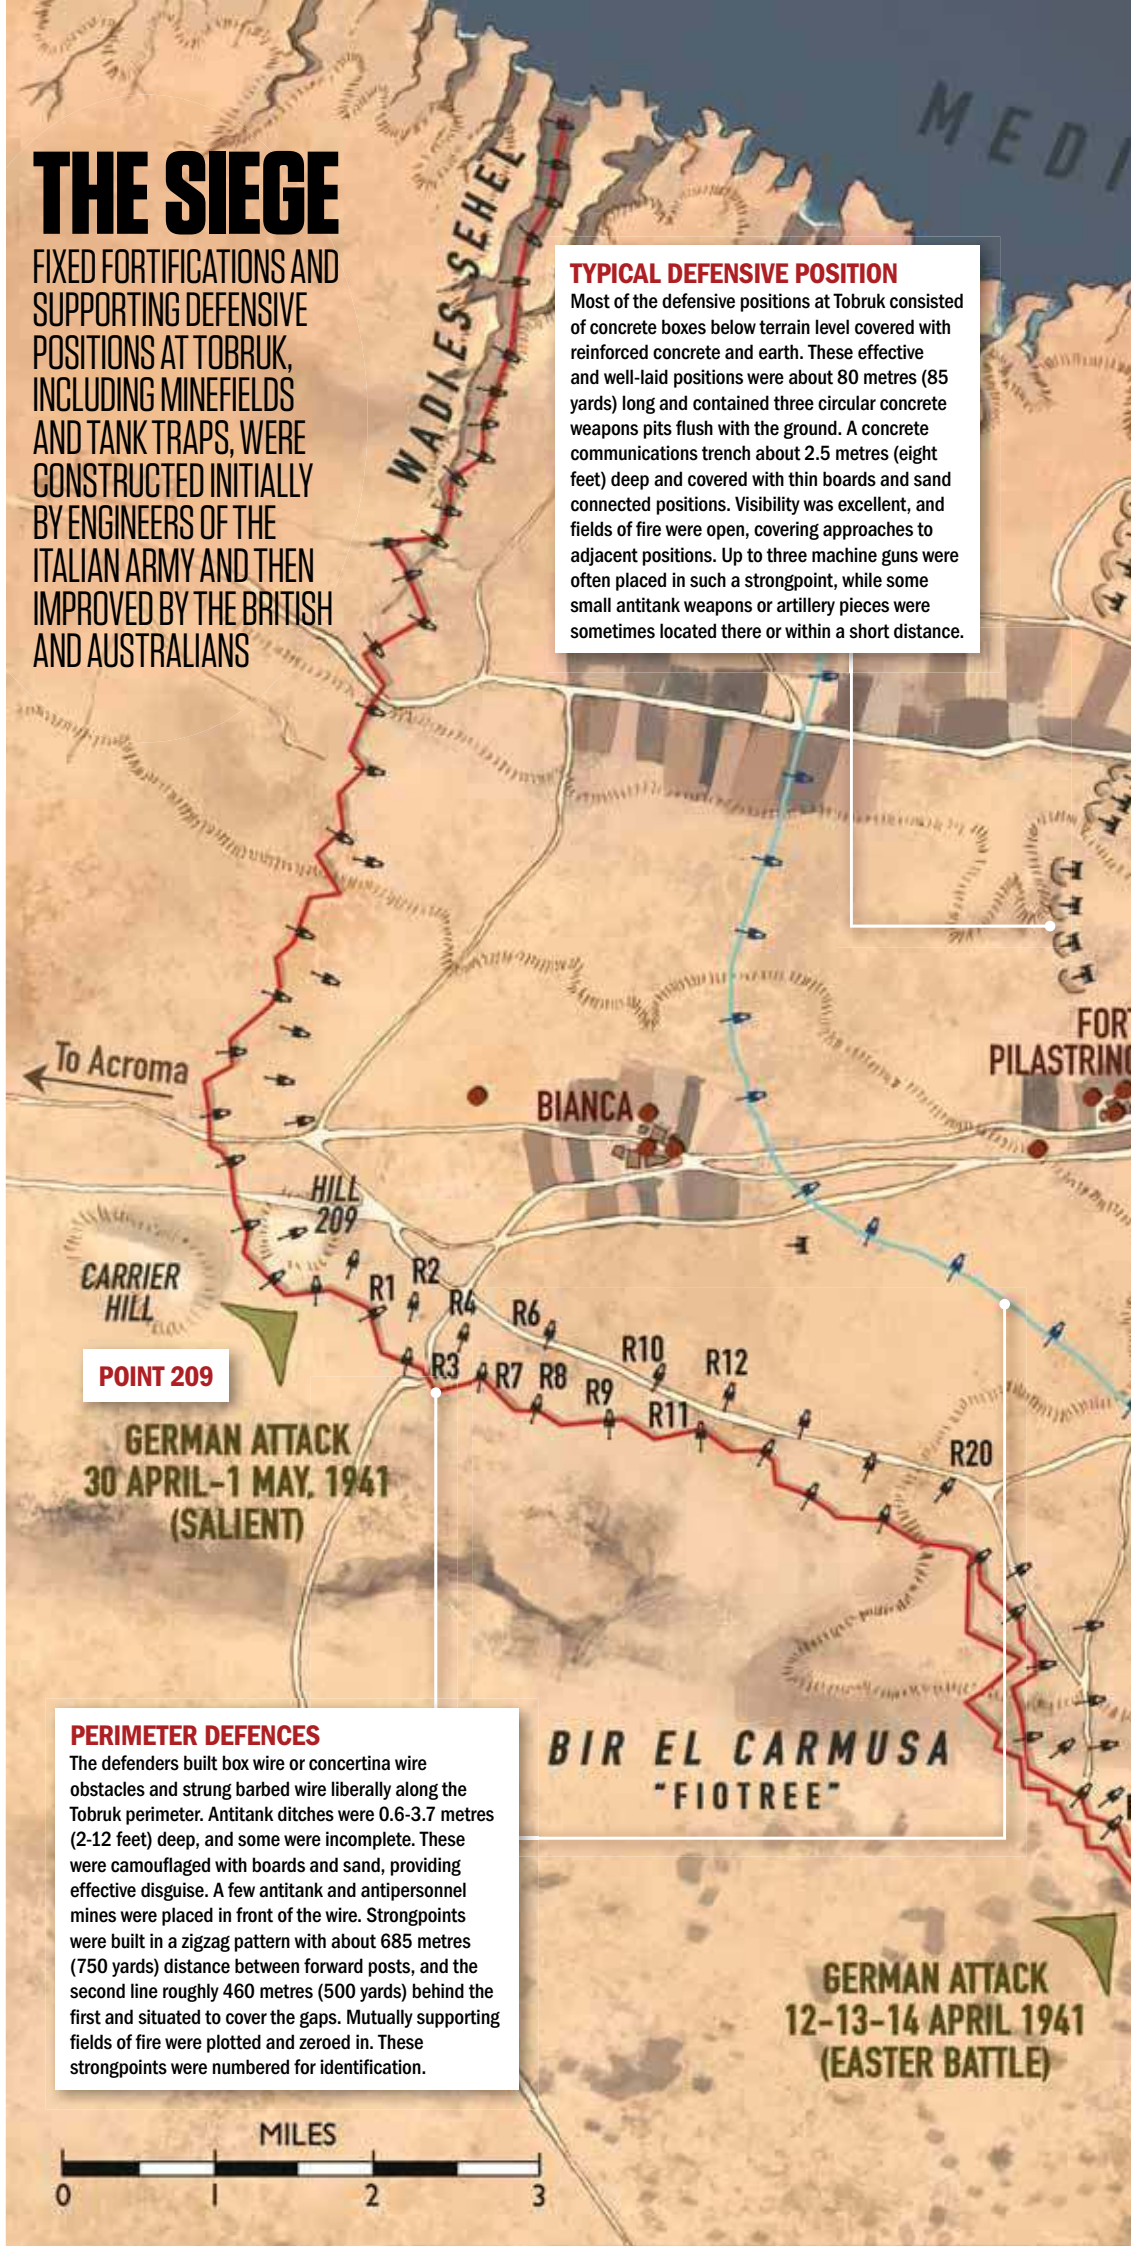 THE SIEGE
FIXED FORTIFICATIONS AND
SUPPORTING DEFENSIVE
POSITIONS AT TOBRUK,
INCLUDING MINEFIELDS
AND TANK TRAPS, WERE
CONSTRUCTED INITIALLY
BY ENGINEERS OF THE
ITALIAN ARMY AND THEN
IMPROVED BY THE BRITISH
AND AUSTRALIANS
MEDI
WADI ES SEHEL
TYPICAL DEFENSIVE POSITION
Most of the defensive positions at Tobruk consisted
of concrete boxes below terrain level covered with
reinforced concrete and earth. These effective
and well-laid positions were about 80 metres (85
yards) long and contained three circular concrete
weapons pits flush with the ground. A concrete
communications trench about 2.5 metres (eight
feet) deep and covered with thin boards and sand
connected positions. Visibility was excellent, and
fields of fire were open, covering approaches to
adjacent positions. Up to three machine guns were
often placed in such a strongpoint, while some
small antitank weapons or artillery pieces were
sometimes located there or within a short distance.
FORT
PILASTRINO
To Acroma
BIANCA
HILL
209
CARRIER
HILL
R1
R2
R4
R6
R3
R7
R8
R9
R10
R11
R12
R20
POINT 209
GERMAN ATTACK
30 APRIL–1 MAY, 1941
(SALIENT)
BIR EL CARMUSA
"FIOTREE"
PERIMETER DEFENCES
The defenders built box wire or concertina wire
obstacles and strung barbed wire liberally along the
Tobruk perimeter. Antitank ditches were 0.6-3.7 metres
(2-12 feet) deep, and some were incomplete. These
were camouflaged with boards and sand, providing
effective disguise. A few antitank and antipersonnel
mines were placed in front of the wire. Strongpoints
were built in a zigzag pattern with about 685 metres
(750 yards) distance between forward posts, and the
second line roughly 460 metres (500 yards) behind the
first and situated to cover the gaps. Mutually supporting
fields of fire were plotted and zeroed in. These
strongpoints were numbered for identification.
GERMAN ATTACK
12–13–14 APRIL 1941
(EASTER BATTLE)
MILES
0 1 2 3